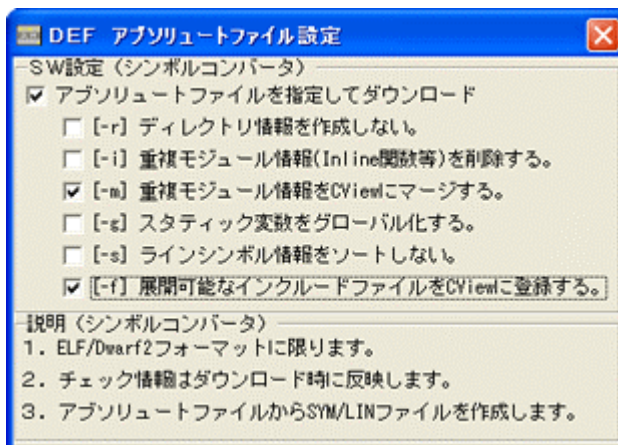 DEF アブソリュートファイル設定
SW設定(シンボルコンバータ)
アブソリュートファイルを指定してダウンロード
[-r] ディレクトリ情報を作成しない。
[-i] 重複モジュール情報(Inline関数等)を削除する。
[-m] 重複モジュール情報をCViewにマージする。
[-g] スタティック変数をグローバル化する。
[-s] ラインシンボル情報をソートしない。
[-f] 展開可能なインクルードファイルをCViewに登録する。
説明(シンボルコンバータ)
1. ELF/Dwarf2フォーマットに限ります。
2. チェック情報はダウンロード時に反映します。
3. アブソリュートファイルからSYM/LINファイルを作成します。